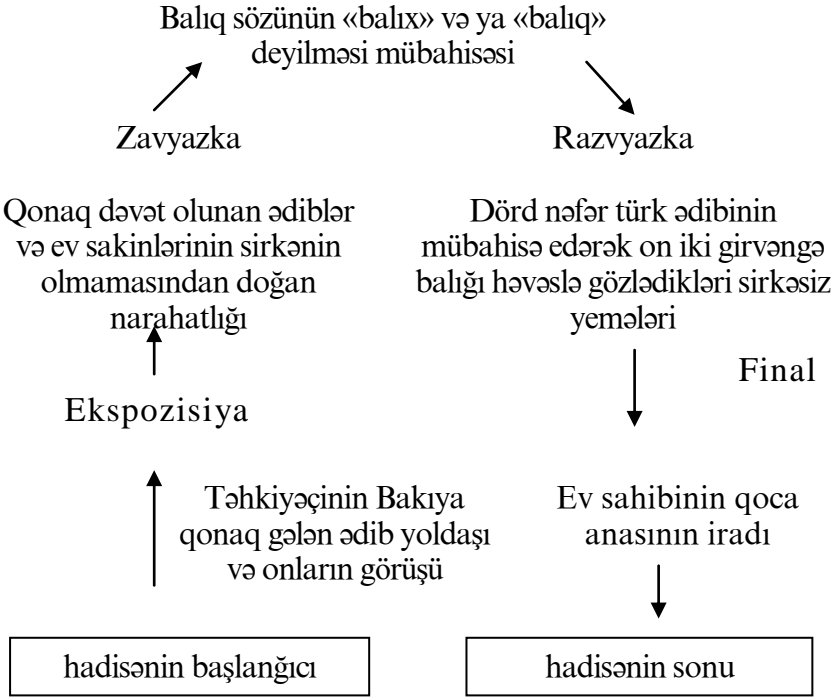 Balıq sözünün «balıx» və ya «balıq»
deyilməsi mübahisəsi
Zavyazka
Razvyazka
Qonaq dəvət olunan ədiblər
və ev sakinlərinin sirkənin
olmamasından doğan
narahatlığı
Dörd nəfər türk ədibinin
mübahisə edərək on iki girvəngə
balığı həvəslə gözlədikləri sirkəsiz
yemələri
Final
Ekspozisiya
Təhkiyəçinin Bakıya
qonaq gələn ədib yoldaşı
və onların görüşü
Ev sahibinin qoca
anasının iradı
hadisənin başlanğıcı
hadisənin sonu